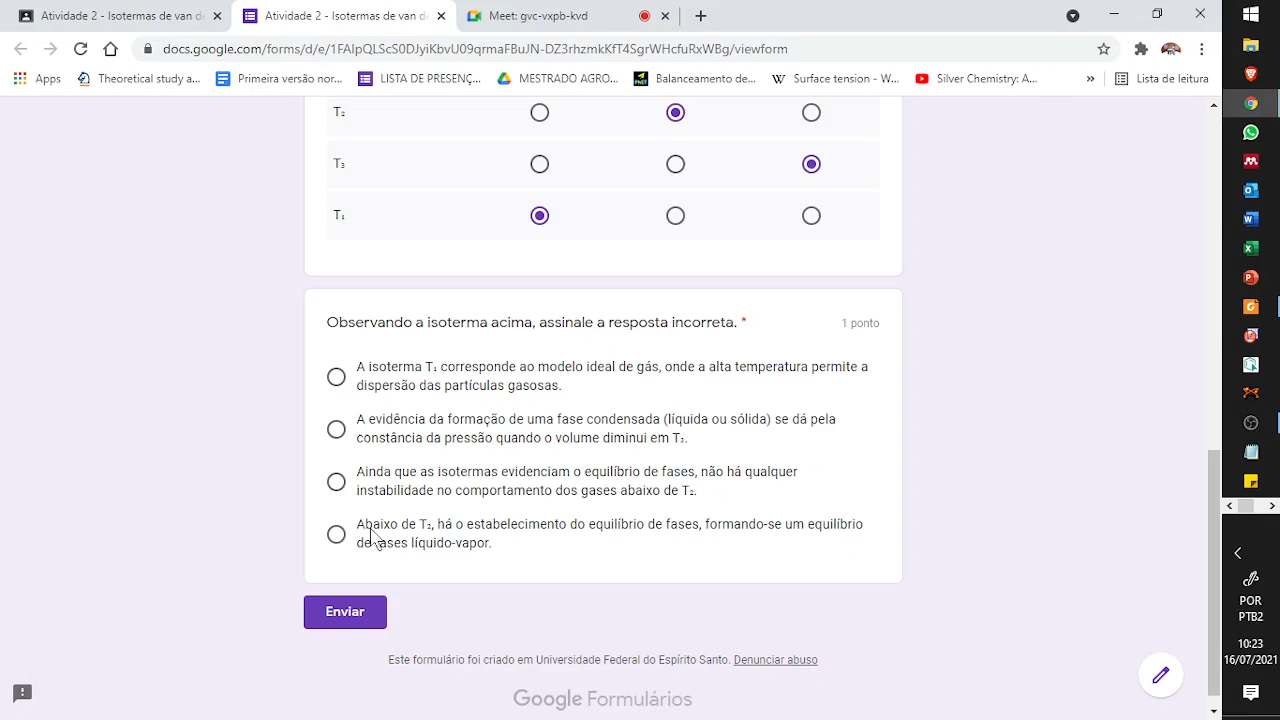 Atividade 2 - Isotermas de van de
Atividade 2 - Isotermas de van de
Meet: gvc-wxrb-kvd
docs.google.com/forms/d/e/1FAIpQLScS0DJyiKbvU09qrmaFBUJN-DZ3rhzmkKfT4SgrWHcfuRxWBg/viewform
Apps
Theoretical study a...
Primeira versão nor...
LISTA DE PRESENÇ...
MESTRADO AGRO...
Balanceamento de...
Surface tension - W...
Silver Chemistry: A...
»
Lista de leitura
T₂
T₃
T₁
Observando a isoterma acima, assinale a resposta incorreta. *
1 ponto
A isoterma T₁ corresponde ao modelo ideal de gás, onde a alta temperatura permite a
dispersão das partículas gasosas.
A evidência da formação de umo fase condensada (líquida ou sólida) se dá pela
constância da pressão quando o volume diminui em T₃.
Ainda que as isotermas evidenciam o equilíbrio de fases, não há qualquer
instabilidade no comportamento dos gases abaixo de T₂.
Abaixo de T₂, há o estabelenmento do equilíbrio de fases, formando-se um equilíbrio
de fases líquido-vapor.
Enviar
Este formulário foi criado em Universidade Federal do Espírito Santo. Denunciar abuso
Google Formulários
POR
PTB2
10:23
16/07/2021